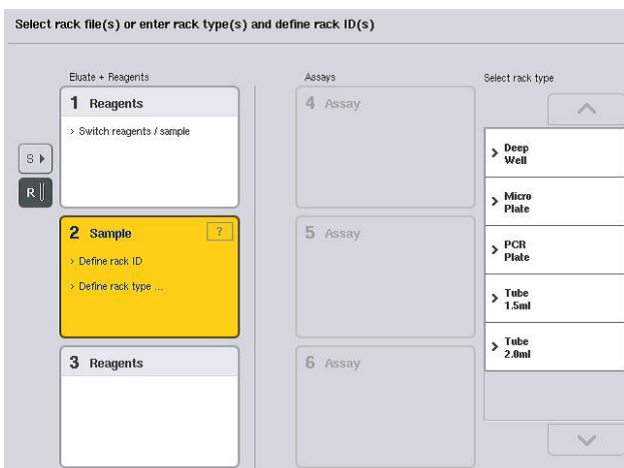 Select rack file(s) or enter rack type(s) and define rack ID(s)
Eluate + Reagents
Assays
Select rack type
1 Reagents
> Switch reagents / sample
S
R
2 Sample ?
> Define rack ID
> Define rack type ...
3 Reagents
4 Assay
5 Assay
6 Assay
> Deep
Well
> Micro
Plate
> PCR
Plate
> Tube
1.5ml
> Tube
2.0ml